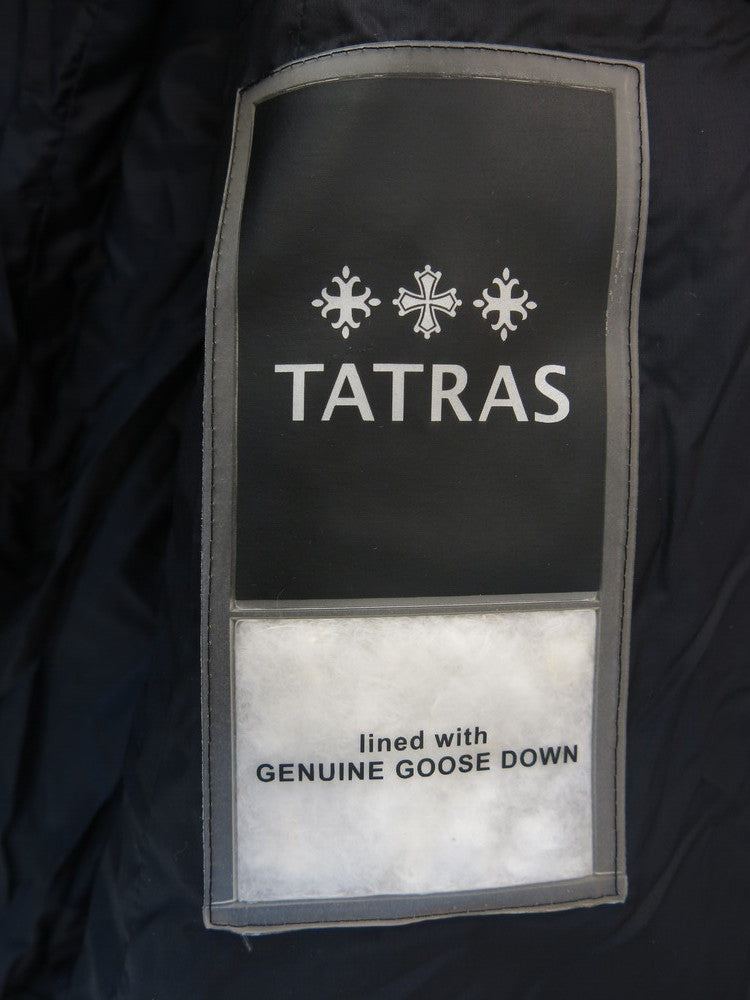 TATRAS
lined with
GENUINE GOOSE DOWN